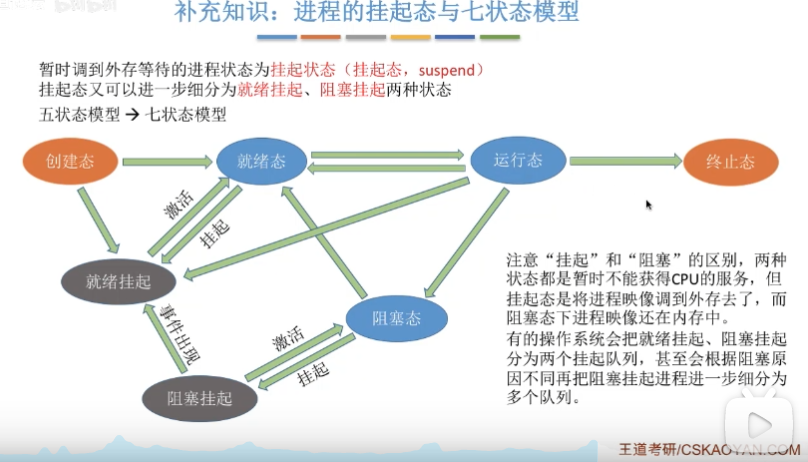 bilibili
补充知识：进程的挂起态与七状态模型
暂时调到外存等待的进程状态为挂起状态（挂起态，suspend）
挂起态又可以进一步细分为就绪挂起、阻塞挂起两种状态
五状态模型→七状态模型
创建态
就绪态
运行态
终止态
激活
挂起
就绪挂起
阻塞态
事件出现
激活
挂起
阻塞挂起
注意“挂起”和“阻塞”的区别，两种
状态都是暂时不能获得CPU的服务，但
挂起态是将进程映像调到外存去了，而
阻塞态下进程映像还在内存中。
有的操作系统会把就绪挂起、阻塞挂起
分为两个挂起队列，甚至会根据阻塞原
因不同再把阻塞挂起进程进一步细分为
多个队列。
王道考研/CSKAOYAN.COM